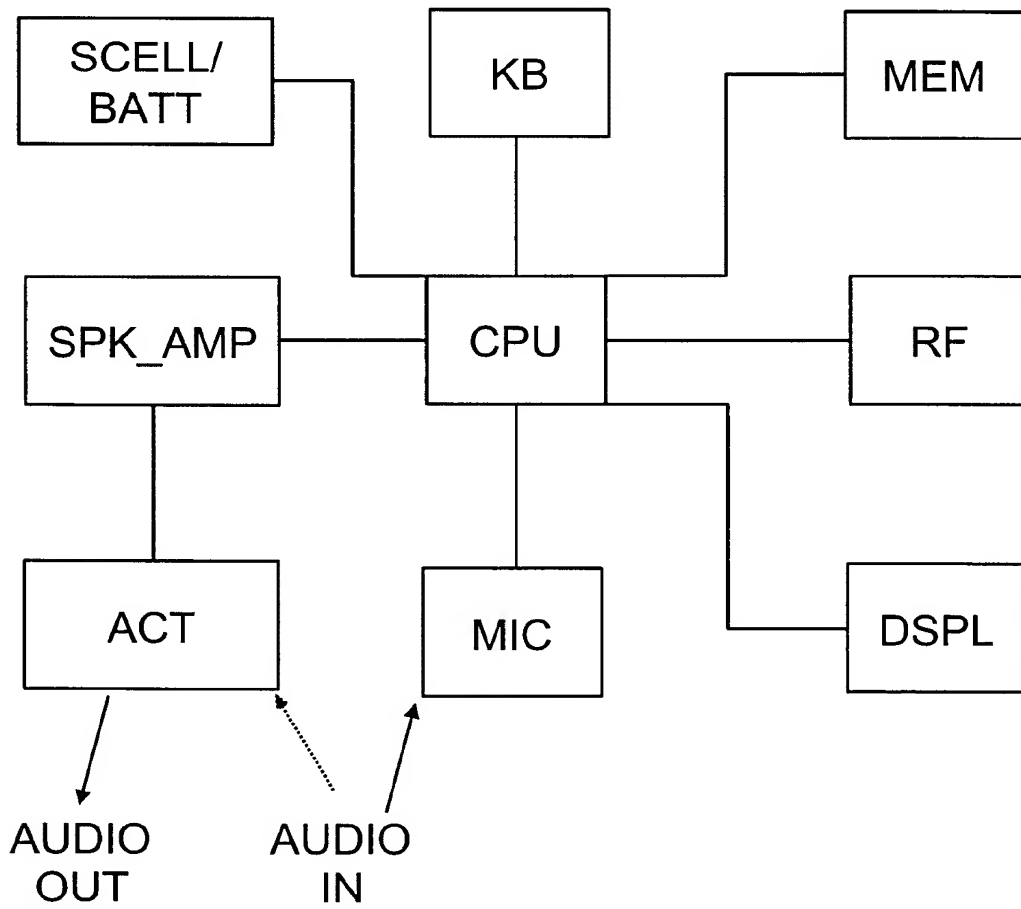 SCELL/
BATT
KB
MEM
SPK_AMP
CPU
RF
ACT
MIC
DSPL
AUDIO
OUT
AUDIO
IN